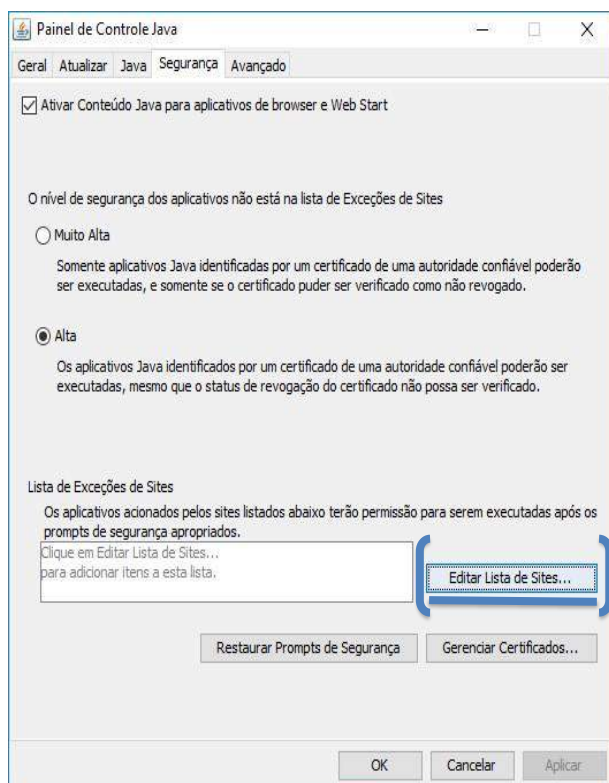 Painel de Controle Java
Geral Atualizar Java Segurança Avançado
Ativar Conteúdo Java para aplicativos de browser e Web Start
O nível de segurança dos aplicativos não está na lista de Exceções de Sites
Muito Alta
Somente aplicativos Java identificadas por um certificado de uma autoridade confiável poderão
ser executadas, e somente se o certificado puder ser verificado como não revogado.
Alta
Os aplicativos Java identificados por um certificado de uma autoridade confiável poderão ser
executadas, mesmo que o status de revogação do certificado não possa ser verificado.
Lista de Exceções de Sites
Os aplicativos acionados pelos sites listados abaixo terão permissão para serem executadas após os
prompts de segurança apropriados.
Clique em Editar Lista de Sites...
para adicionar itens a esta lista.
Editar Lista de Sites...
Restaurar Prompts de Segurança Gerenciar Certificados...
OK Cancelar Aplicar